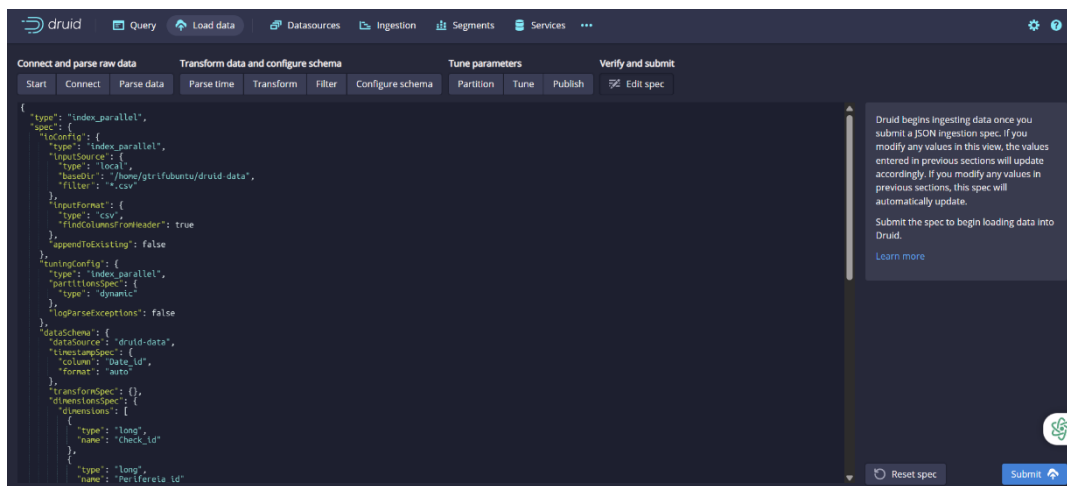 druid Query Load data Datasources Ingestion Segments Services
Connect and parse raw data Transform data and configure schema Tune parameters Verify and submit
Start Connect Parse data Parse time Transform Filter Configure schema Partition Tune Publish Edit spec
{
"type": "index_parallel",
"spec": {
"ioConfig": {
"type": "index_parallel",
"inputSource": {
"type": "local",
"baseDir": "/home/gtrifubuntu/druid-data",
"filter": "*.csv"
},
"inputFormat": {
"type": "csv",
"findColumnsFromHeader": true
},
"appendToExisting": false
},
"tuningConfig": {
"type": "index_parallel",
"partitionsSpec": {
"type": "dynamic"
},
"logParseExceptions": false
},
"dataSchema": {
"dataSource": "druid-data",
"timestampSpec": {
"column": "Date_id",
"format": "auto"
},
"transformSpec": {},
"dimensionsSpec": {
"dimensions": [
{
"type": "long",
"name": "Check_id"
},
{
"type": "long",
"name": "Perifereia_id"
Druid begins ingesting data once you
submit a JSON ingestion spec. If you
modify any values in this view, the values
entered in previous sections will update
accordingly. If you modify any values in
previous sections, this spec will
automatically update.
Submit the spec to begin loading data into
Druid.
Learn more
Reset spec Submit